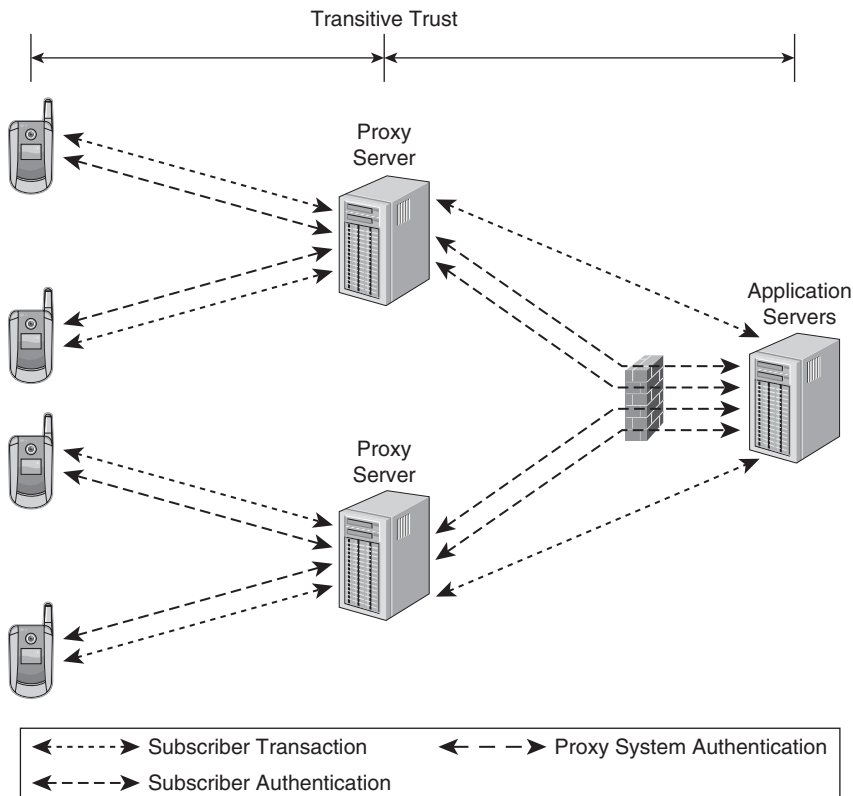 Transitive Trust
Proxy
Server
Application
Servers
Proxy
Server
Subscriber Transaction
Proxy System Authentication
Subscriber Authentication